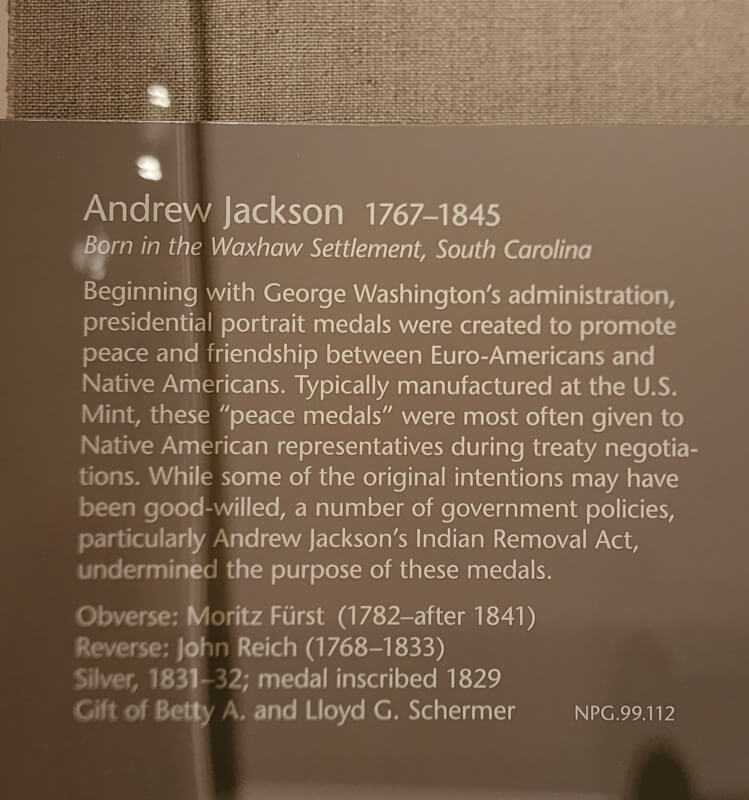 Andrew Jackson 1767–1845
Born in the Waxhaw Settlement, South Carolina
Beginning with George Washington's administration,
presidential portrait medals were created to promote
peace and friendship between Euro-Americans and
Native Americans. Typically manufactured at the U.S.
Mint, these “peace medals” were most often given to
Native American representatives during treaty negotia-
tions. While some of the original intentions may have
been good-willed, a number of government policies,
particularly Andrew Jackson's Indian Removal Act,
undermined the purpose of these medals.
Obverse: Moritz Fürst (1782–after 1841)
Reverse: John Reich (1768–1833)
Silver, 1831–32; medal inscribed 1829
Gift of Betty A. and Lloyd G. Schermer NPG.99.112